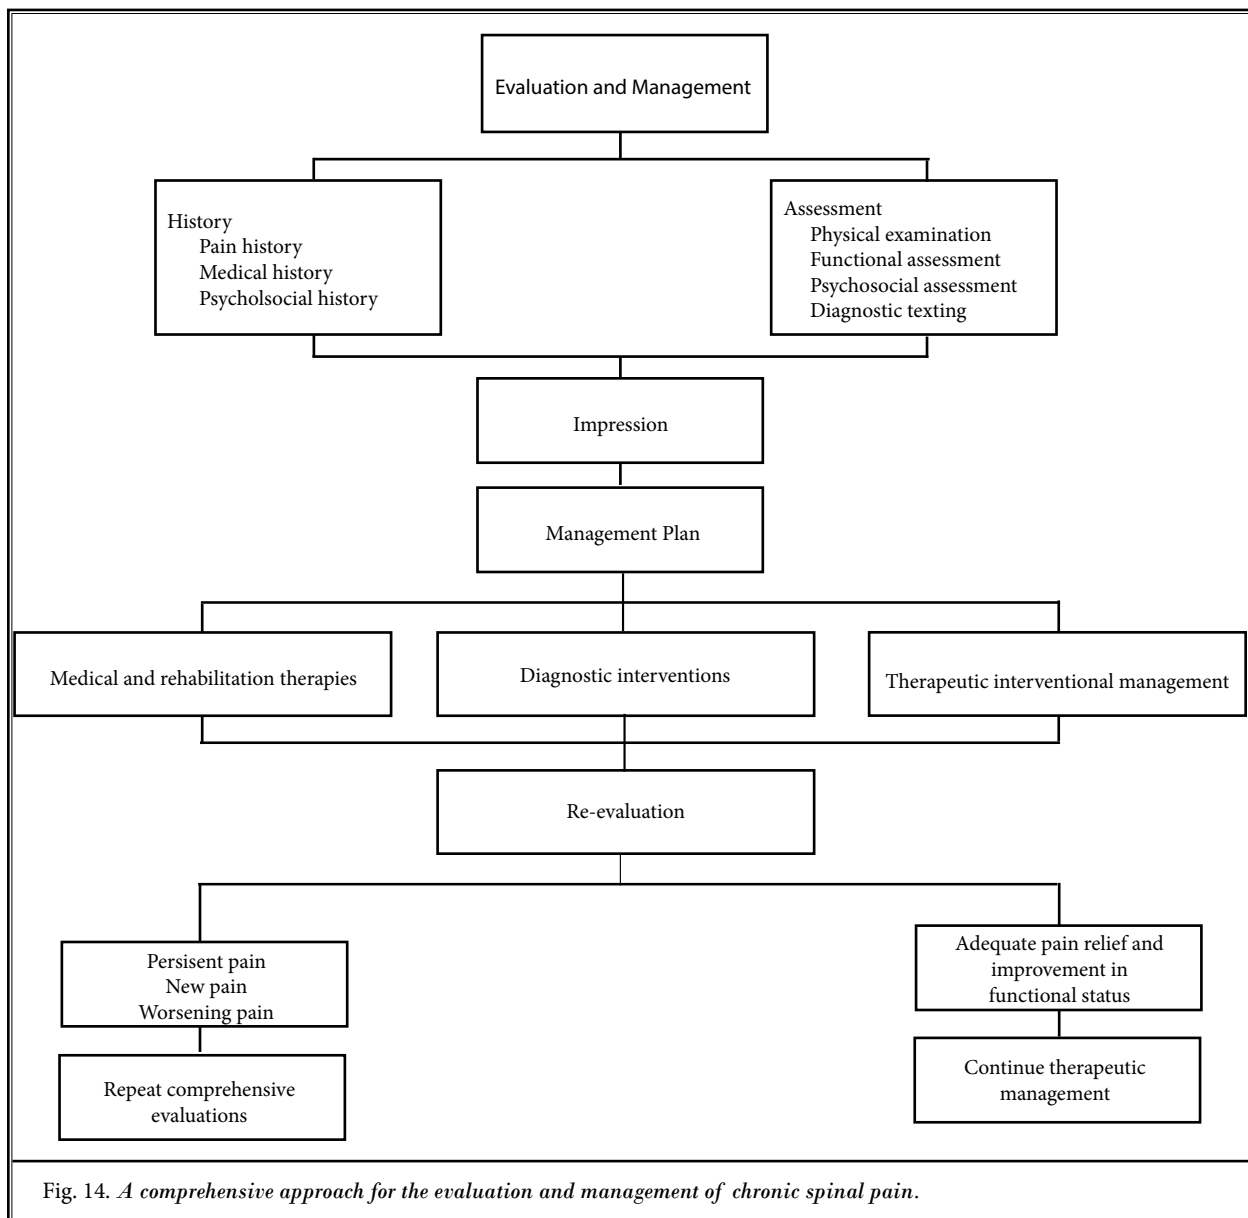 Evaluation and Management
History
Pain history
Medical history
Psycholsocial history
Assessment
Physical examination
Functional assessment
Psychosocial assessment
Diagnostic texting
Impression
Management Plan
Medical and rehabilitation therapies
Diagnostic interventions
Therapeutic interventional management
Re-evaluation
Persisent pain
New pain
Worsening pain
Adequate pain relief and
improvement in
functional status
Repeat comprehensive
evaluations
Continue therapeutic
management
Fig. 14. A comprehensive approach for the evaluation and management of chronic spinal pain.